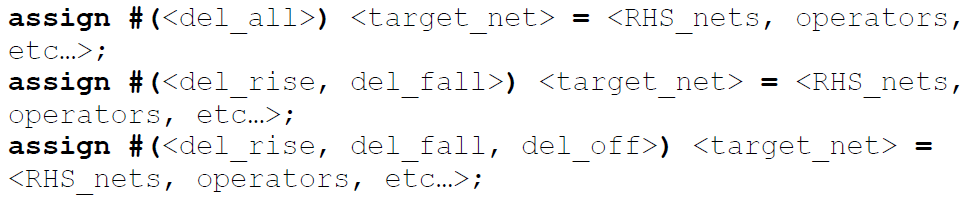 assign #(<del_all>) <target_net> = <RHS_nets, operators,
etc…>;
assign #(<del_rise, del_fall>) <target_net> = <RHS_nets,
operators, etc…>;
assign #(<del_rise, del_fall, del_off>) <target_net> =
<RHS_nets, operators, etc…>;